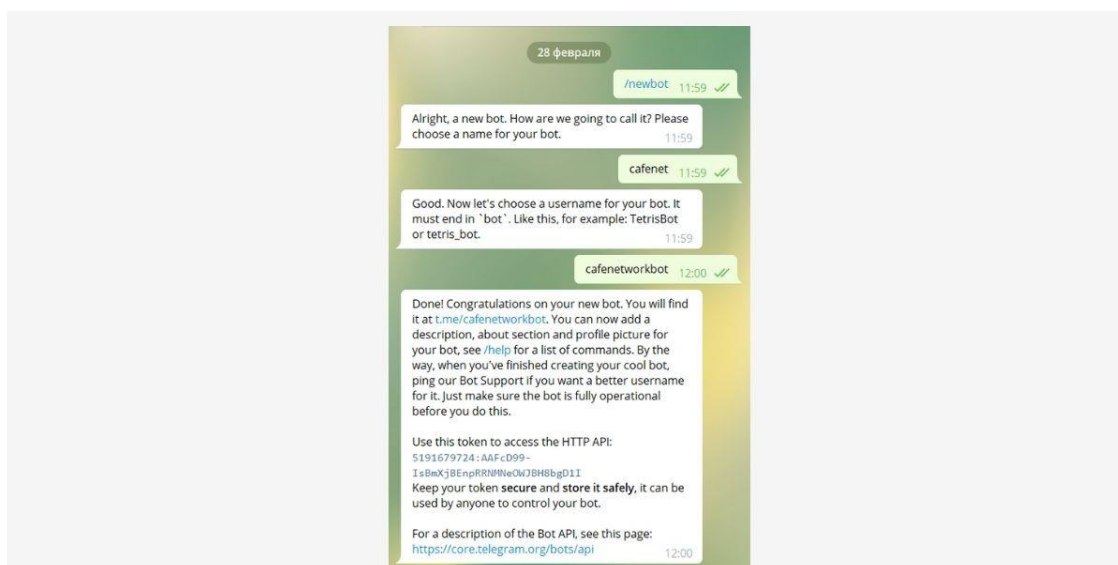 28 февраля
/newbot 11:59
Alright, a new bot. How are we going to call it? Please
choose a name for your bot. 11:59
cafenet 11:59
Good. Now let's choose a username for your bot. It
must end in `bot`. Like this, for example: TetrisBot
or tetris_bot. 11:59
cafenetworkbot 12:00
Done! Congratulations on your new bot. You will find
it at t.me/cafenetworkbot. You can now add a
description, about section and profile picture for
your bot, see /help for a list of commands. By the
way, when you've finished creating your cool bot,
ping our Bot Support if you want a better username
for it. Just make sure the bot is fully operational
before you do this.
Use this token to access the HTTP API:
5191679724:AAFcD99-
IsBmXjBEnpRRNMNeOWJBH8bgD1I
Keep your token secure and store it safely, it can be
used by anyone to control your bot.
For a description of the Bot API, see this page:
https://core.telegram.org/bots/api 12:00